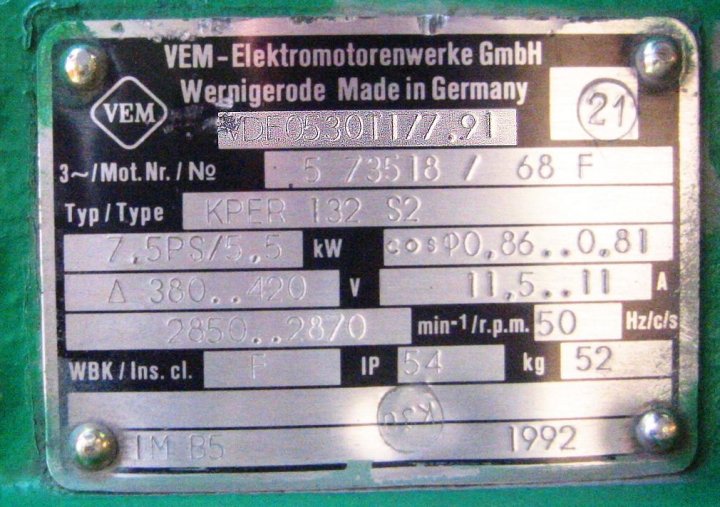 VEM-Elektromotorenwerke GmbH
Wernigerode Made in Germany
VEM
21
VDE053011/7.91
3~/Mot.Nr./№ 5 73518 / 68 F
Typ/Type KPER 132 S2
7,5PS/5,5 kW cosφ0,86..0,81
Δ 380..420 V 11,5..11 A
2850..2870 min-1/r.p.m. 50 Hz/c/s
WBK/Ins. cl. F IP 54 kg 52
IM B5 1992